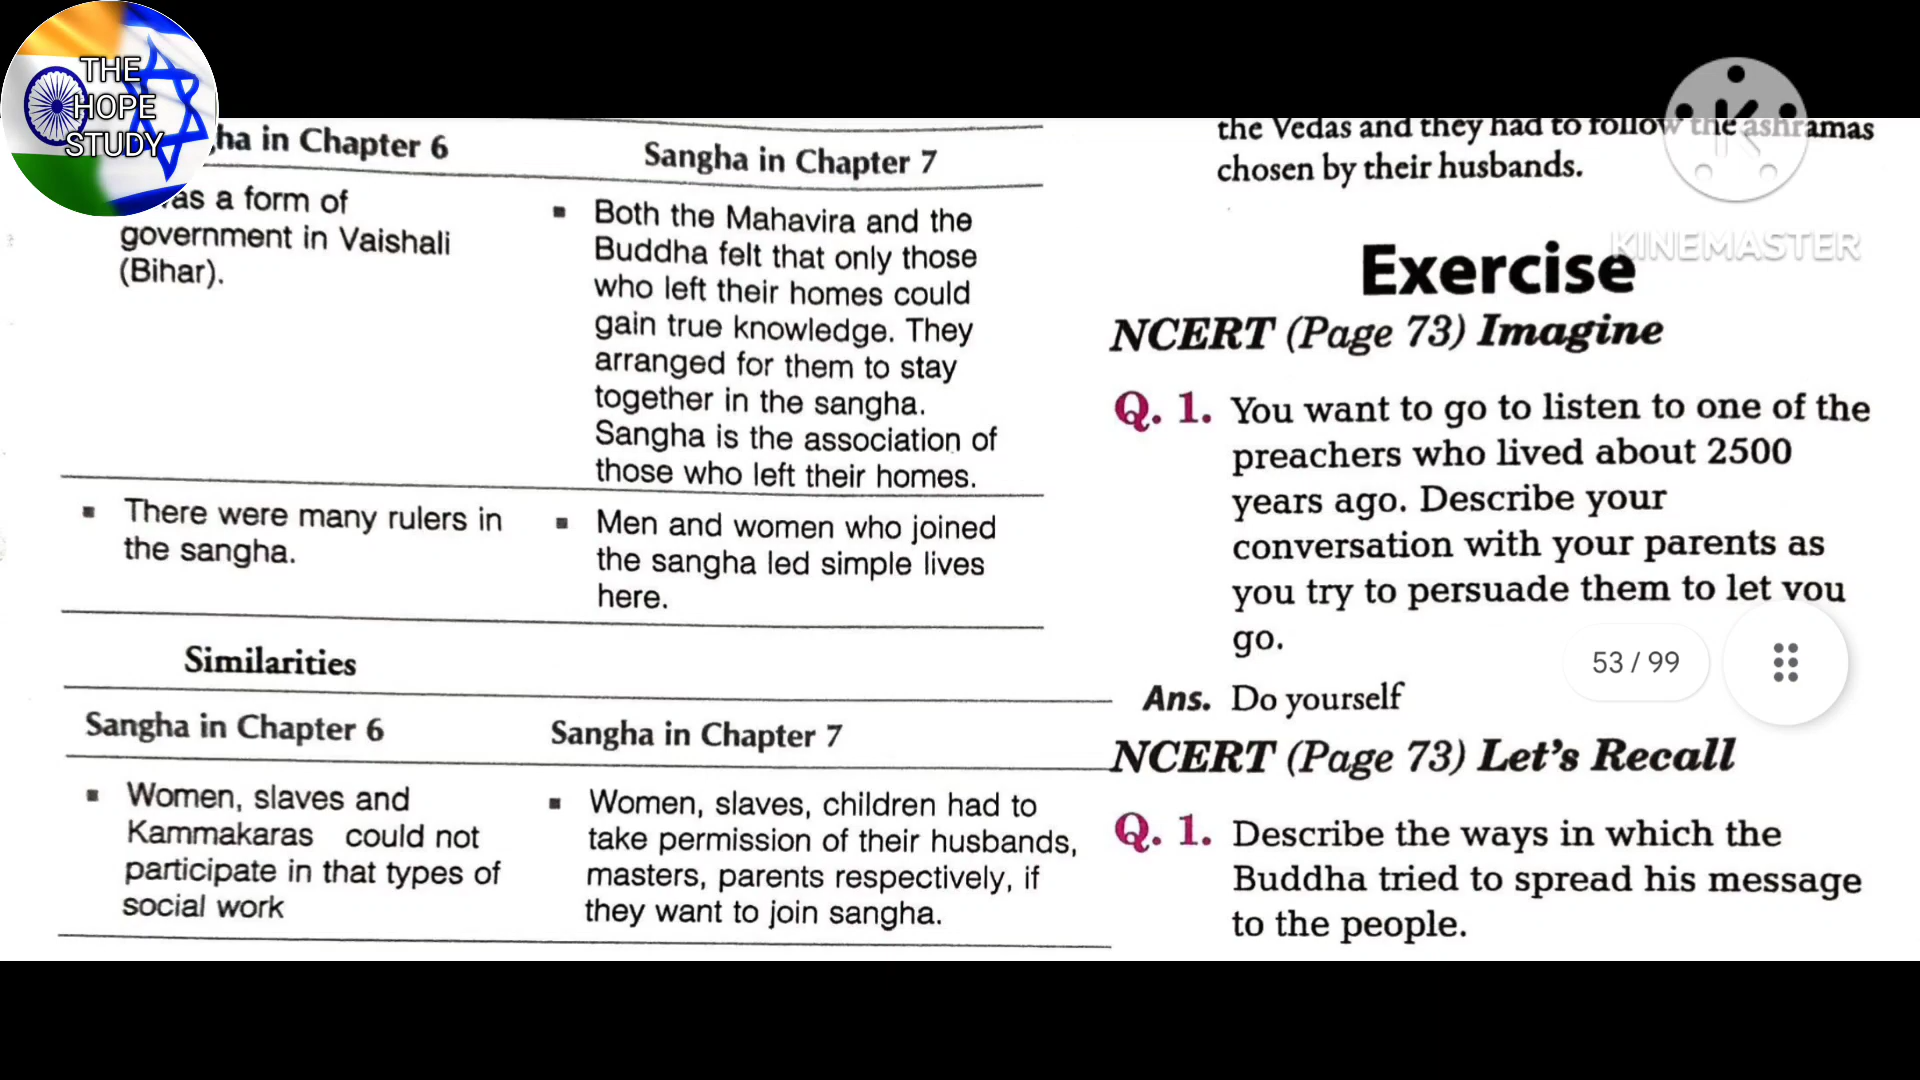 THE
HOPE
STUDY
KINEMASTER
ha in Chapter 6
Sangha in Chapter 7
as a form of
government in Vaishali
(Bihar).
▪ Both the Mahavira and the
Buddha felt that only those
who left their homes could
gain true knowledge. They
arranged for them to stay
together in the sangha.
Sangha is the association of
those who left their homes.
▪ There were many rulers in
the sangha.
▪ Men and women who joined
the sangha led simple lives
here.
Similarities
Sangha in Chapter 6
Sangha in Chapter 7
▪ Women, slaves and
Kammakaras could not
participate in that types of
social work
▪ Women, slaves, children had to
take permission of their husbands,
masters, parents respectively, if
they want to join sangha.
the Vedas and they had to follow the ashramas
chosen by their husbands.
Exercise
NCERT (Page 73) Imagine
Q. 1. You want to go to listen to one of the
preachers who lived about 2500
years ago. Describe your
conversation with your parents as
you try to persuade them to let you
go.
53 / 99
Ans. Do yourself
NCERT (Page 73) Let's Recall
Q. 1. Describe the ways in which the
Buddha tried to spread his message
to the people.